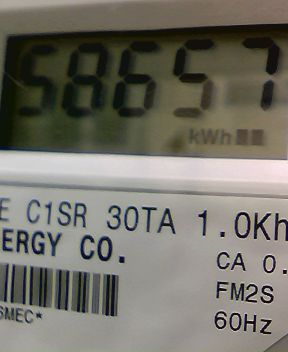 58657
kWh
E C1SR 30TA 1.0Kh
ERGY CO.
CA 0.
SMEC*
FM2S
60Hz